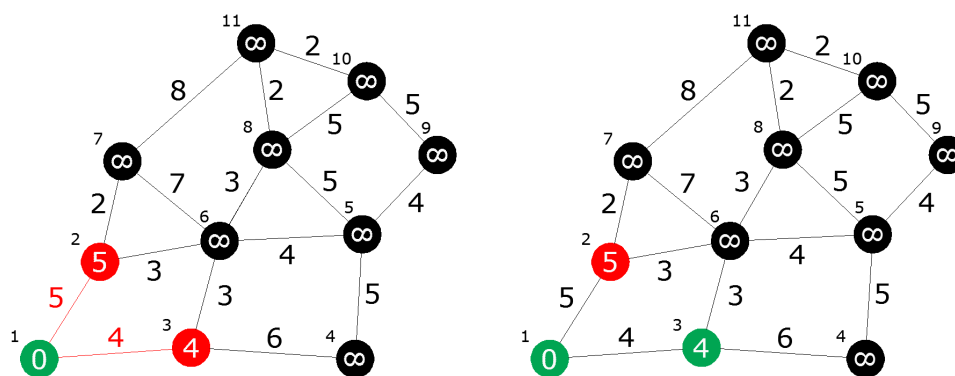 11 11
∞ 2 ∞ 2
10 10
∞ ∞
8 2 8 2
5 5
7 8 5 7 8 5
∞ ∞ 9 ∞ ∞ 9
∞ ∞
7 3 5 7 3 5
2 4 2 4
6 5 6 5
2 ∞ ∞ 2 ∞ ∞
5 3 4 5 3 4
5 3 5 5 3 5
1 4 3 6 4 1 4 3 6 4
0 4 ∞ 0 4 ∞